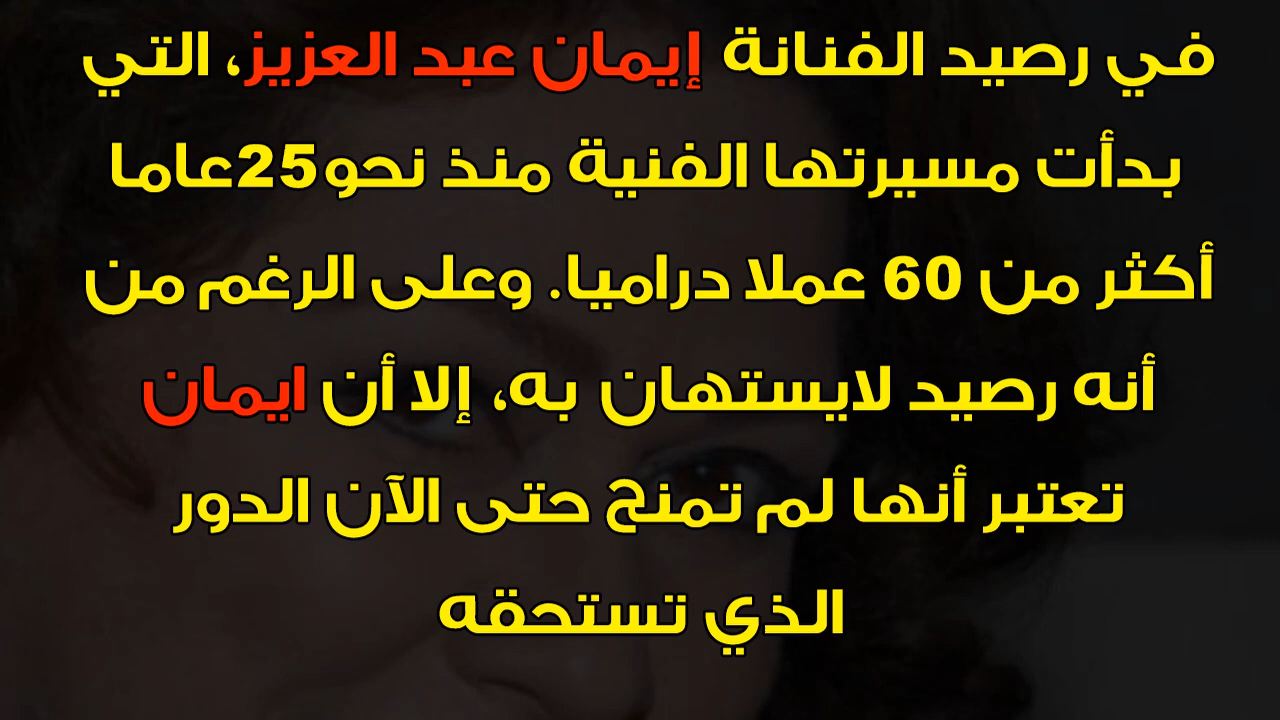 في رصيد الفنانة إيمان عبد العزيز، التي
بدأت مسيرتها الفنية منذ نحو25عاما
أكثر من 60 عملا دراميا. وعلى الرغم من
أنه رصيد لايستهان به، إلا أن ايمان
تعتبر أنها لم تمنح حتى الآن الدور
الذي تستحقه